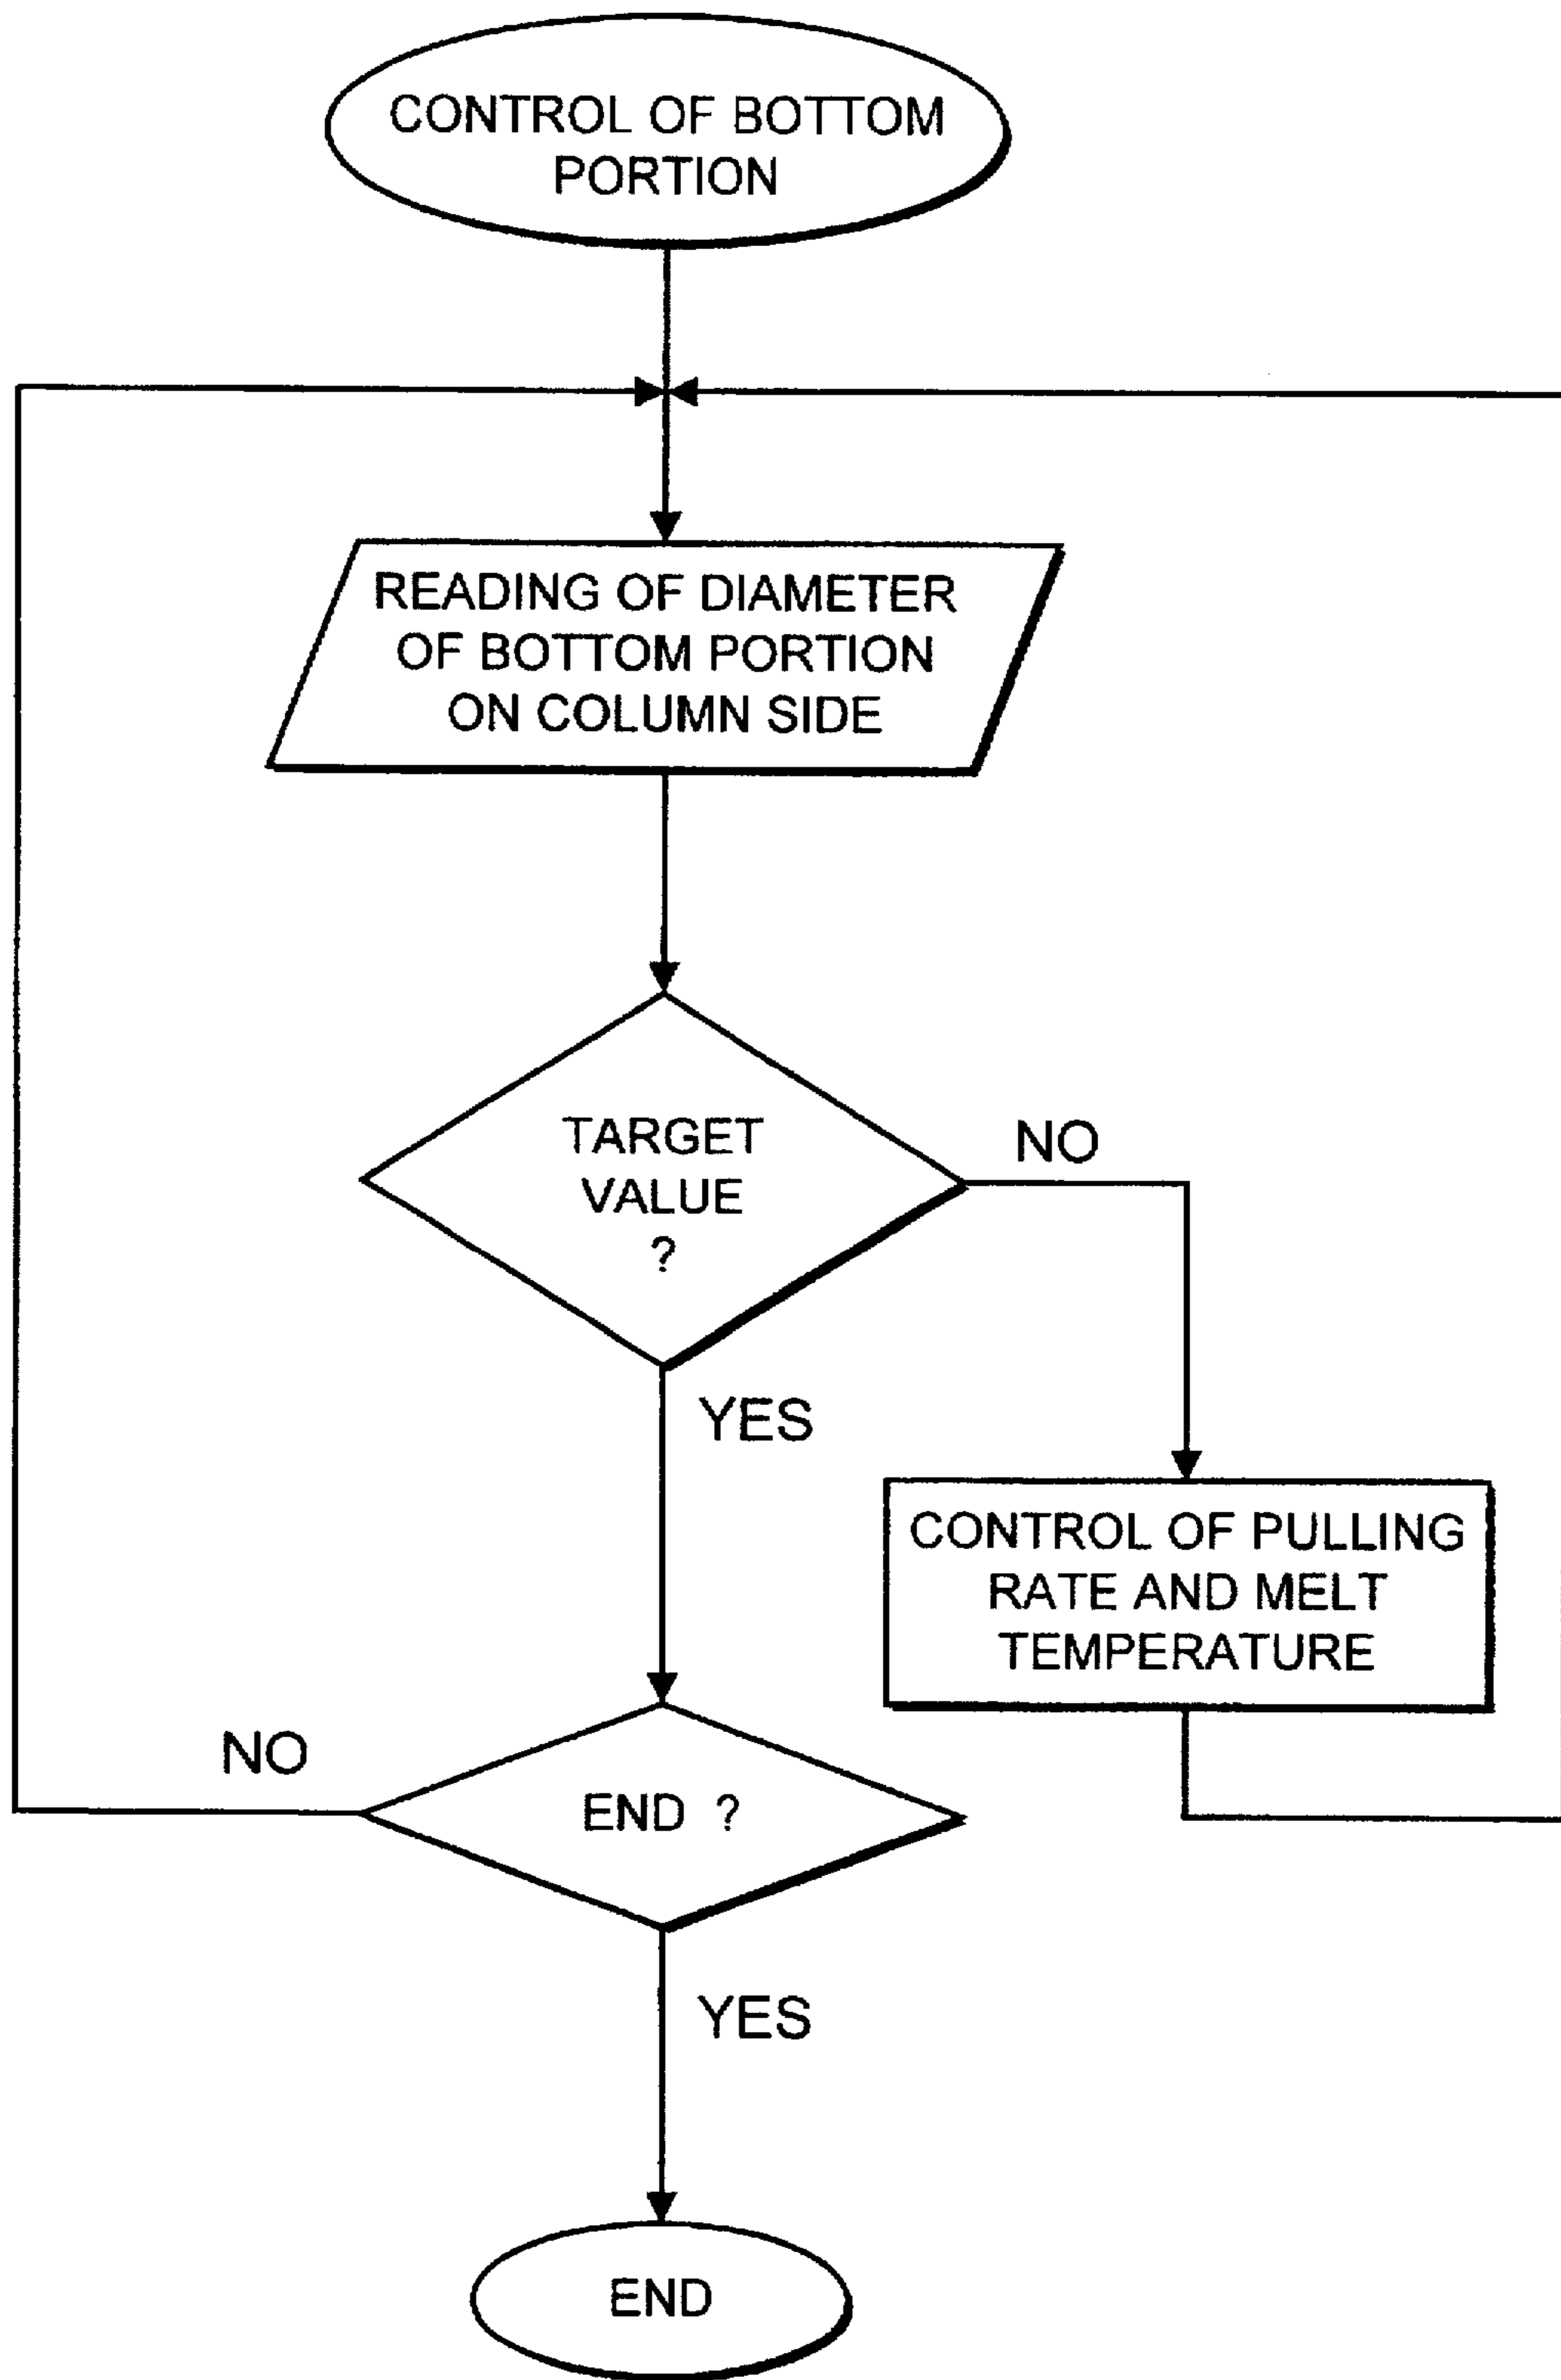 CONTROL OF BOTTOM
PORTION
READING OF DIAMETER
OF BOTTOM PORTION
ON COLUMN SIDE
TARGET
VALUE
?
NO
YES
CONTROL OF PULLING
RATE AND MELT
TEMPERATURE
NO
END ?
YES
END